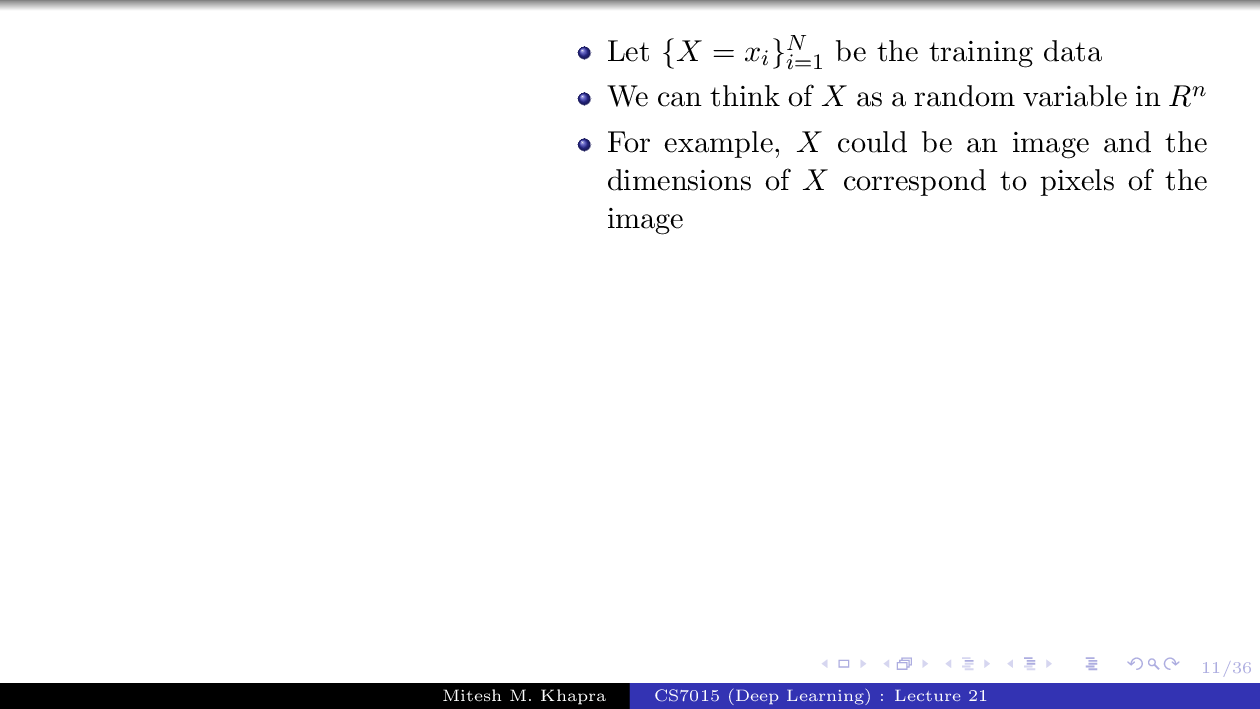 Let {X = x_i}_{i=1}^N be the training data
We can think of X as a random variable in R^n
For example, X could be an image and the
dimensions of X correspond to pixels of the
image
11/36
Mitesh M. Khapra
CS7015 (Deep Learning) : Lecture 21